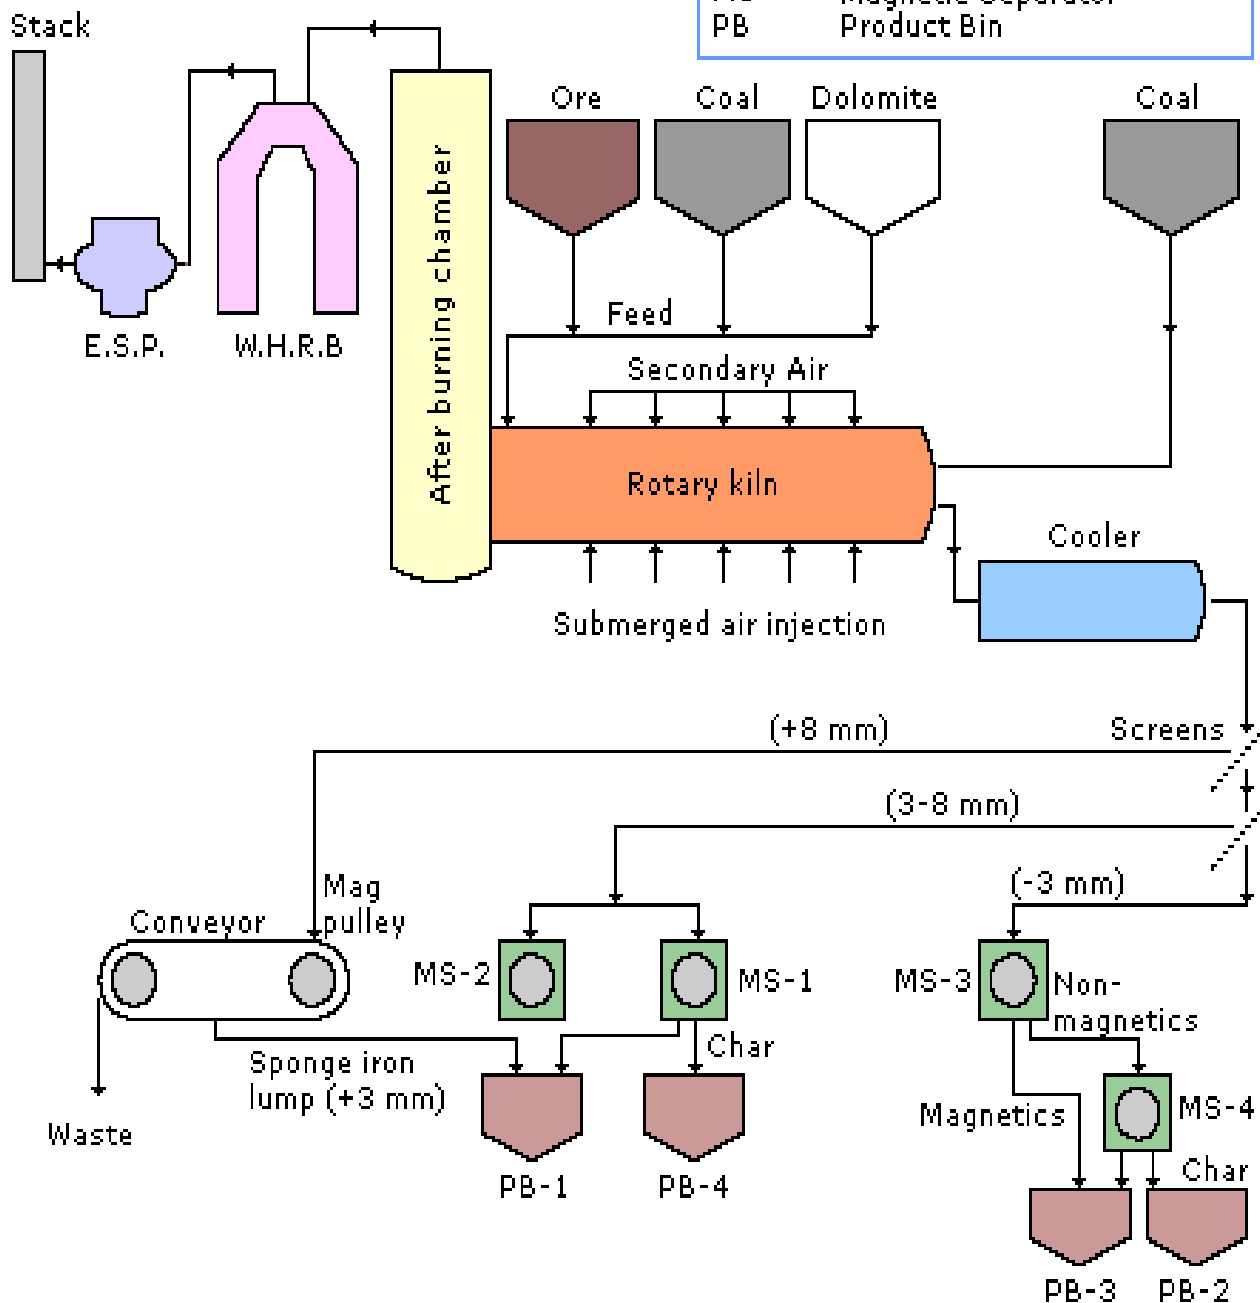 Stack
PB Product Bin
Ore
Coal
Dolomite
Coal
After burning chamber
E.S.P.
W.H.R.B
Feed
Secondary Air
Rotary kiln
Cooler
Submerged air injection
(+8 mm)
Screens
(3-8 mm)
(-3 mm)
Mag
pulley
Conveyor
MS-2
MS-1
MS-3
Non-
magnetics
Char
Sponge iron
lump (+3 mm)
Magnetics
MS-4
Waste
PB-1
PB-4
Char
PB-3
PB-2